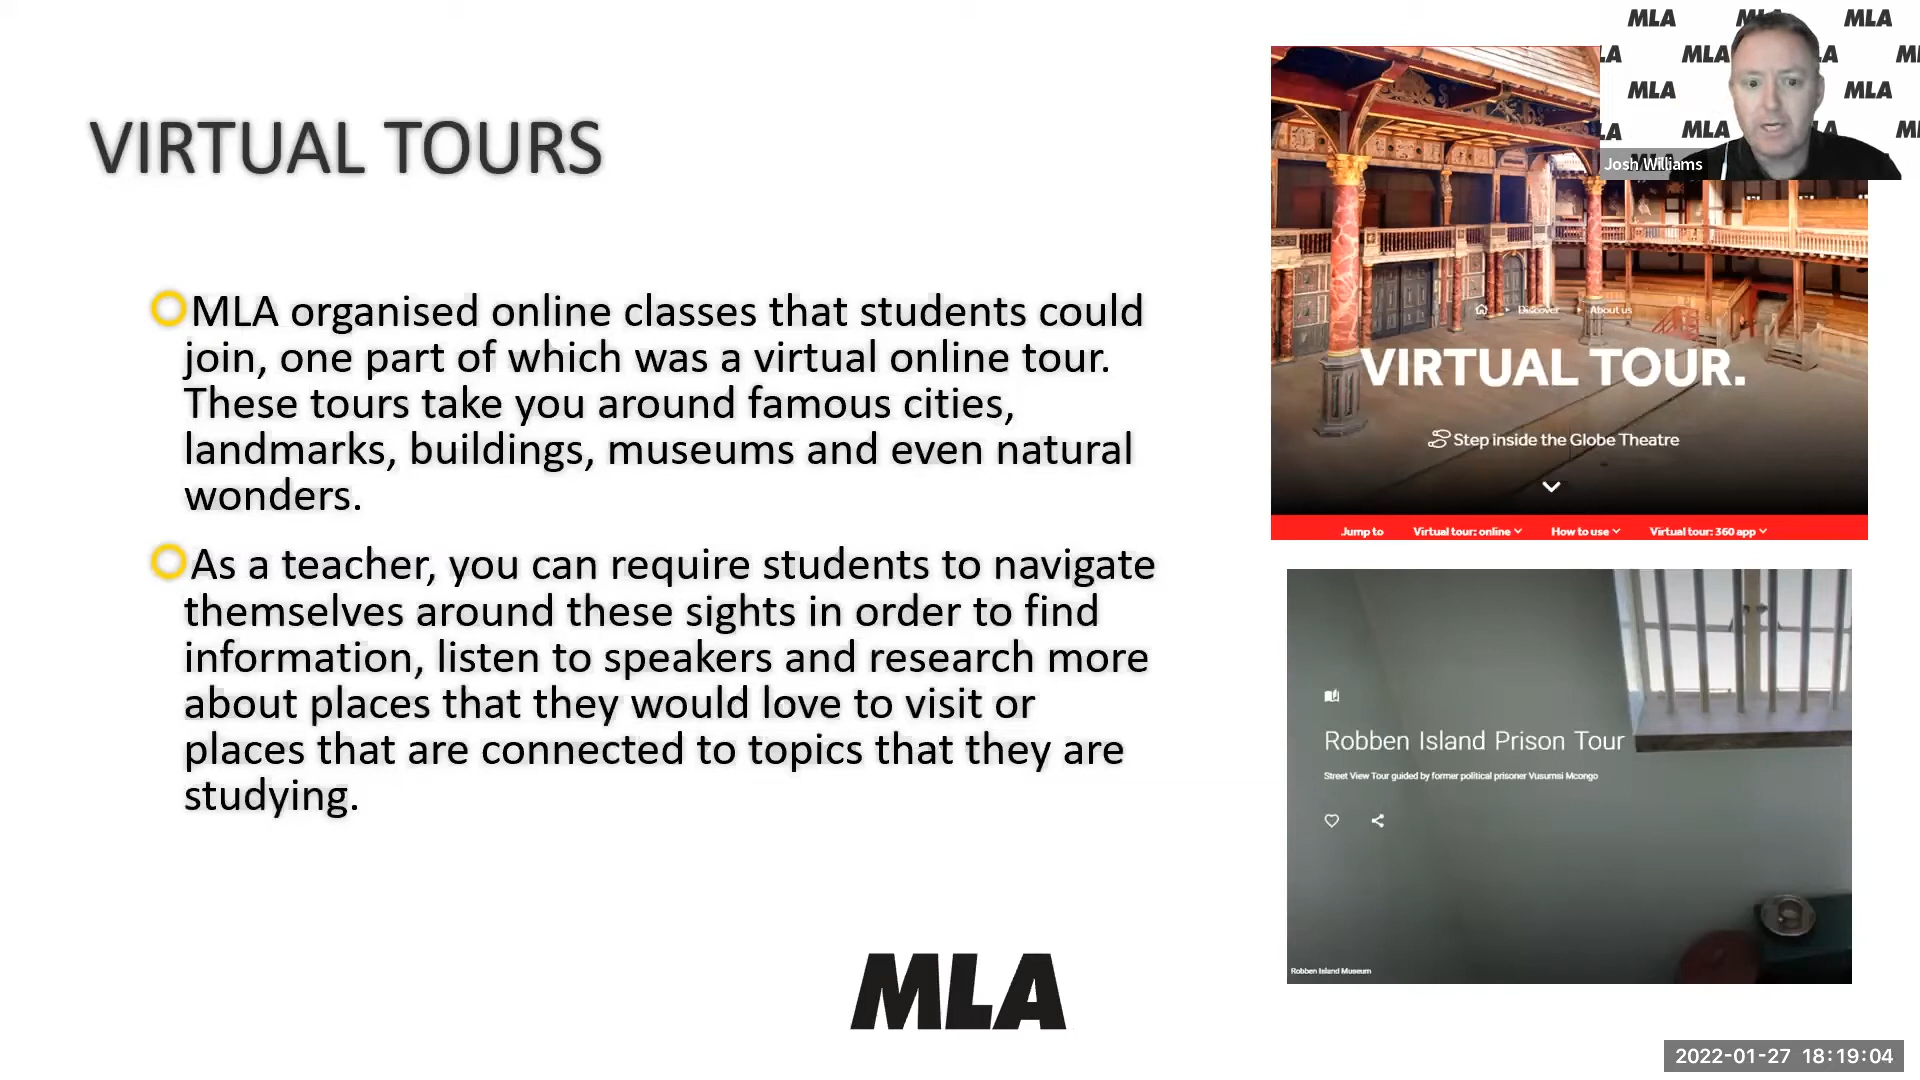 VIRTUAL TOURS
MLA organised online classes that students could
join, one part of which was a virtual online tour.
These tours take you around famous cities,
landmarks, buildings, museums and even natural
wonders.
As a teacher, you can require students to navigate
themselves around these sights in order to find
information, listen to speakers and research more
about places that they would love to visit or
places that are connected to topics that they are
studying.
MLA
Discover
About us
VIRTUAL TOUR.
Step inside the Globe Theatre
Jump to Virtual tour: online How to use Virtual tour: 360 app
Robben Island Prison Tour
Street View Tour guided by former political prisoner Vusumsi Mcongo
Robben Island Museum
MLA MLA MLA
LA MLA LA M
MLA MLA
LA MLA LA M
MLA
Josh Williams
2022-01-27 18:19:04